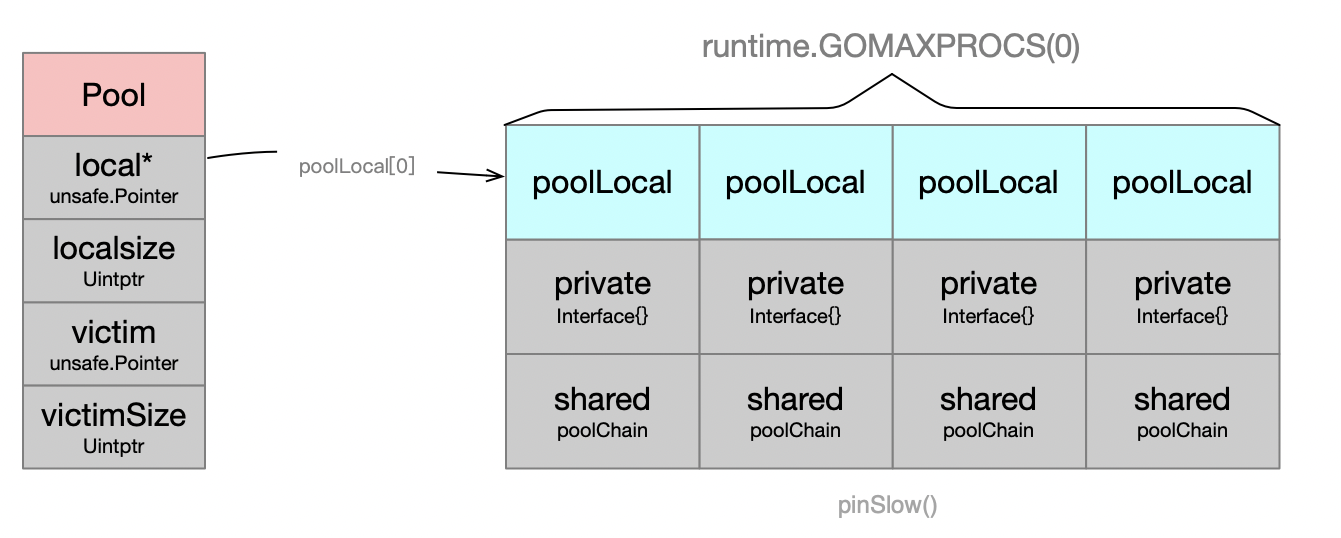 runtime.GOMAXPROCS(0)
Pool
local*
unsafe.Pointer
localsize
Uintptr
victim
unsafe.Pointer
victimSize
Uintptr
poolLocal[0]
poolLocal poolLocal poolLocal poolLocal
private private private private
Interface{} Interface{} Interface{} Interface{}
shared shared shared shared
poolChain poolChain poolChain poolChain
pinSlow()